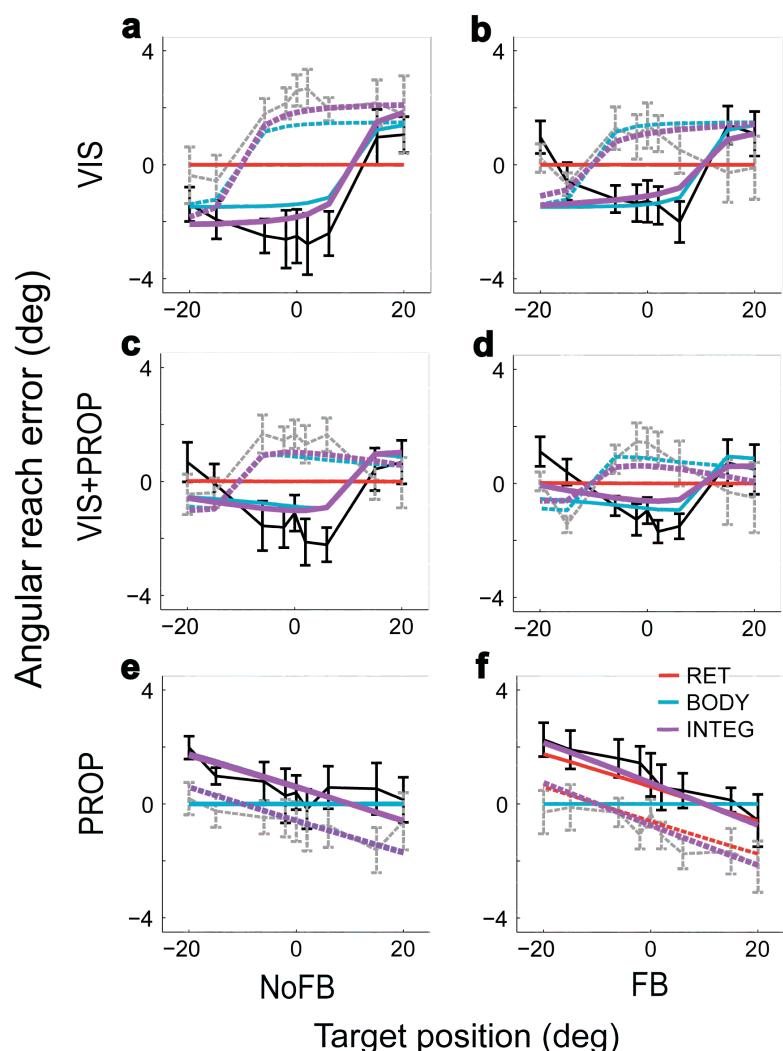 a
b
4
0
−4
−20
0
20
4
0
−4
−20
0
20
VIS
c
d
4
0
−4
−20
0
20
4
0
−4
−20
0
20
VIS+PROP
Angular reach error (deg)
e
f
4
0
−4
−20
0
20
4
0
−4
−20
0
20
PROP
RET
BODY
INTEG
NoFB
FB
Target position (deg)